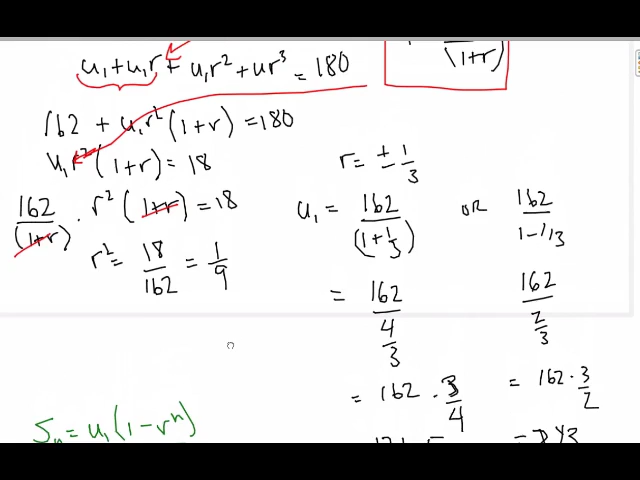 (1+r)
u₁ + u₁r + u₁r² + ur³ = 180
162 + u₁r²(1+r) = 180
u₁r²(1+r) = 18
162/(1+r) · r²(1+r) = 18
r² = 18/162 = 1/9
r = ± 1/3
u₁ = 162/(1+1/3) OR 162/1-1/3
= 162/(4/3) 162/(2/3)
= 162 · 3/4 = 162 · 3/2
Sₙ = u₁(1-rⁿ)